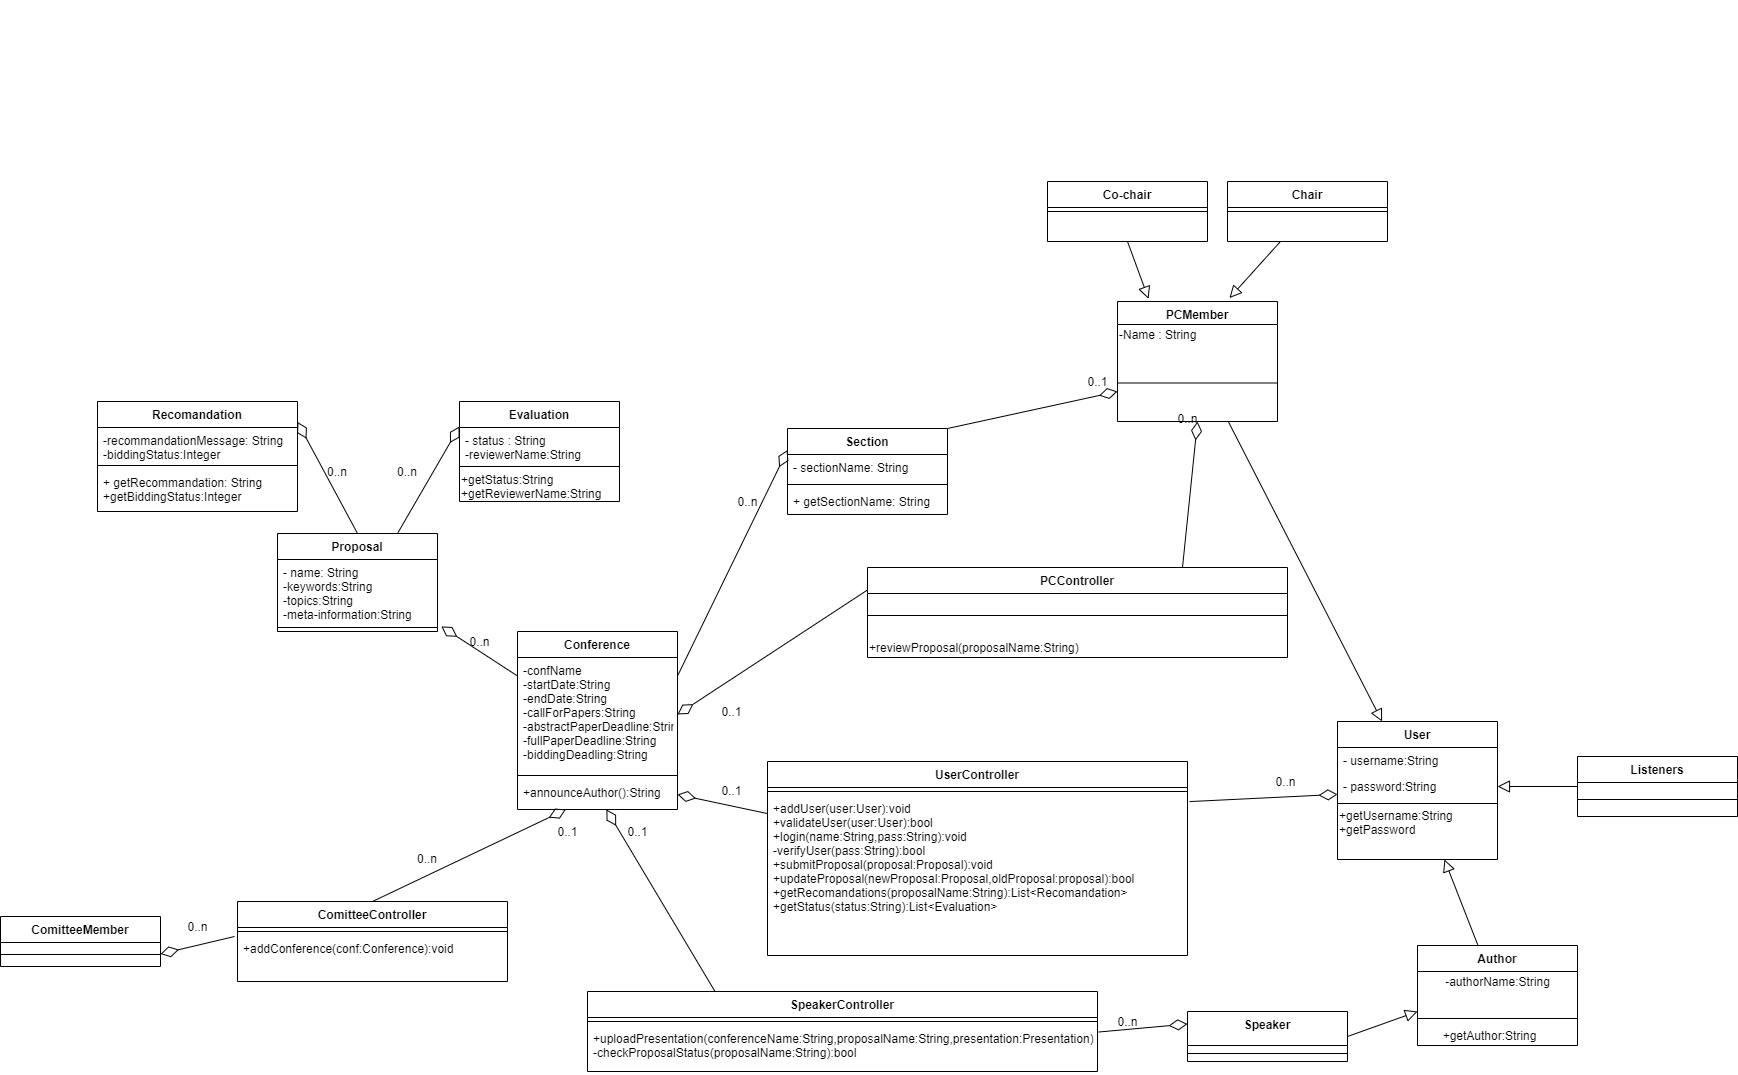 Co-chair
Chair
PCMember
-Name : String
0..1
0..n
Recomandation
-recommandationMessage: String
-biddingStatus:Integer
+ getRecommandation: String
+getBiddingStatus:Integer
0..n
Evaluation
- status : String
-reviewerName:String
+getStatus:String
+getReviewerName:String
0..n
Section
- sectionName: String
+ getSectionName: String
0..n
Proposal
- name: String
-keywords:String
-topics:String
-meta-information:String
0..n
PCController
+reviewProposal(proposalName:String)
Conference
-confName
-startDate:String
-endDate:String
-callForPapers:String
-abstractPaperDeadline:Strir
-fullPaperDeadline:String
-biddingDeadling:String
+announceAuthor():String
0..1
0..1
0..1
0..1
0..n
UserController
+addUser(user:User):void
+validateUser(user:User):bool
+login(name:String,pass:String):void
-verifyUser(pass:String):bool
+submitProposal(proposal:Proposal):void
+updateProposal(newProposal:Proposal,oldProposal:proposal):bool
+getRecomandations(proposalName:String):List<Recomandation>
+getStatus(status:String):List<Evaluation>
0..n
User
- username:String
- password:String
+getUsername:String
+getPassword
Listeners
ComitteeMember
0..n
ComitteeController
+addConference(conf:Conference):void
SpeakerController
+uploadPresentation(conferenceName:String,proposalName:String,presentation:Presentation)
-checkProposalStatus(proposalName:String):bool
0..n
Speaker
Author
-authorName:String
+getAuthor:String